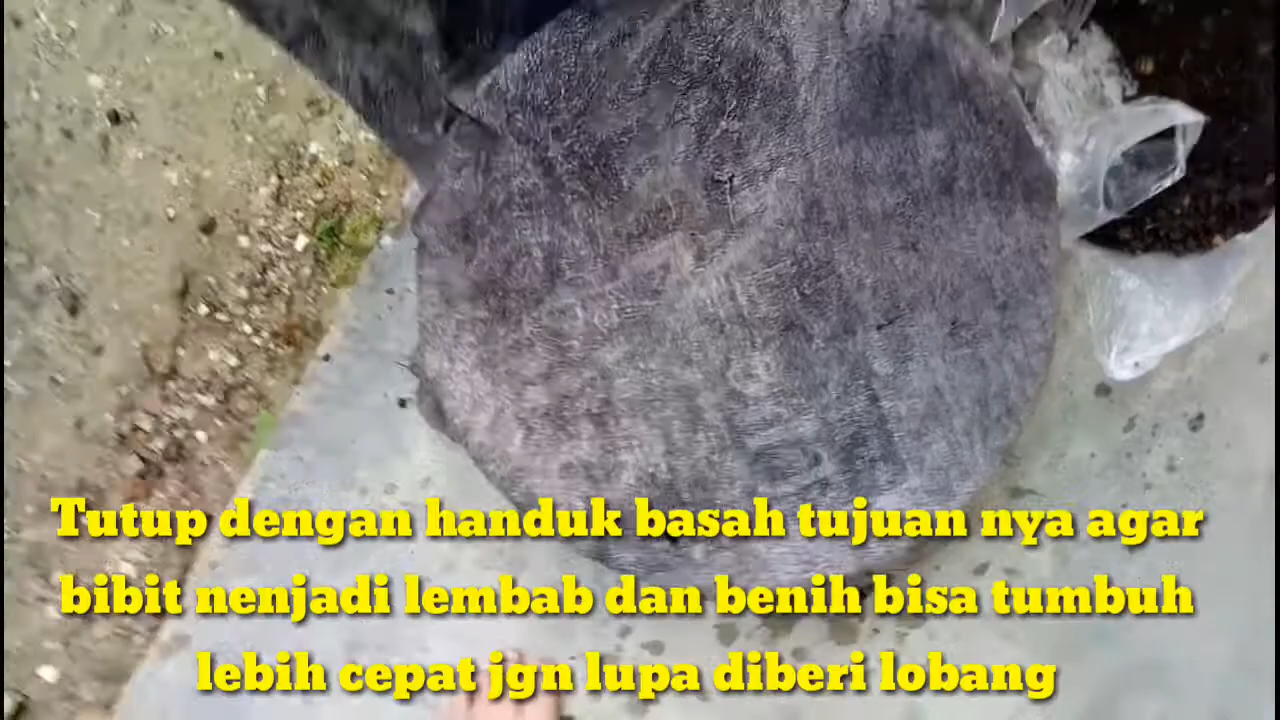 Tutup dengan handuk basah tujuan nya agar
bibit nenjadi lembab dan benih bisa tumbuh
lebih cepat jgn lupa diberi lobang